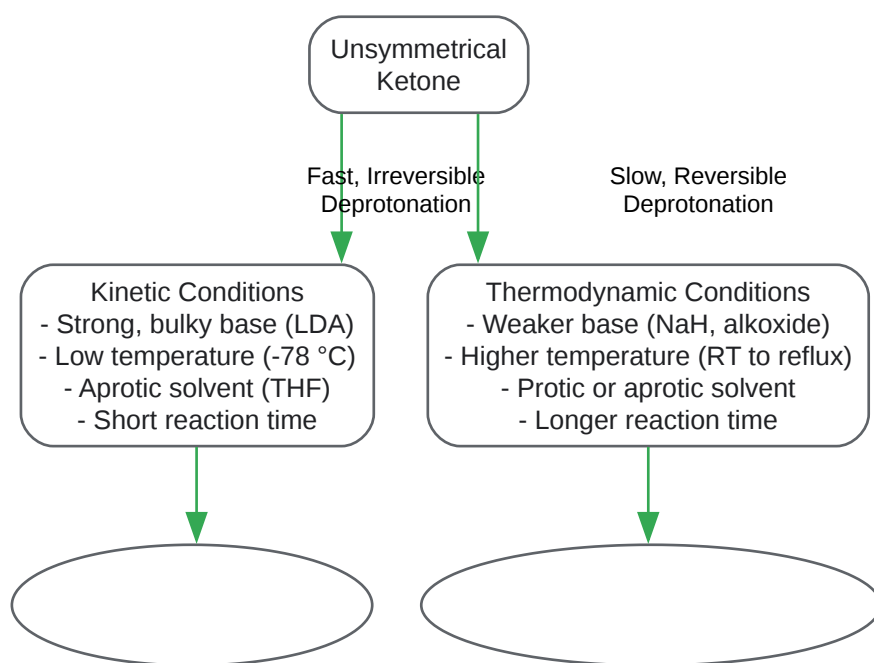 Unsymmetrical
Ketone
Fast, Irreversible
Deprotonation
Slow, Reversible
Deprotonation
Kinetic Conditions
- Strong, bulky base (LDA)
- Low temperature (-78 °C)
- Aprotic solvent (THF)
- Short reaction time
Thermodynamic Conditions
- Weaker base (NaH, alkoxide)
- Higher temperature (RT to reflux)
- Protic or aprotic solvent
- Longer reaction time